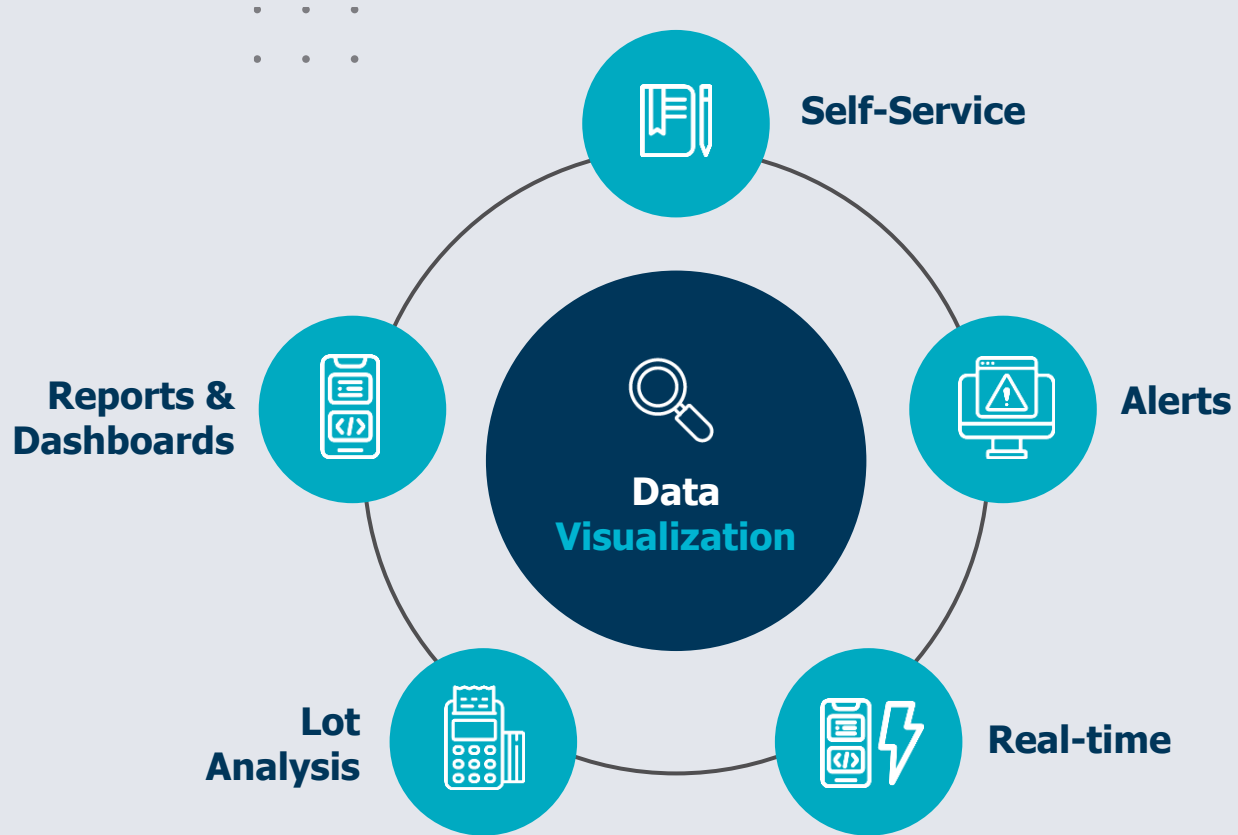 Self-Service
Reports &
Dashboards
Alerts
Data
Visualization
Lot
Analysis
Real-time